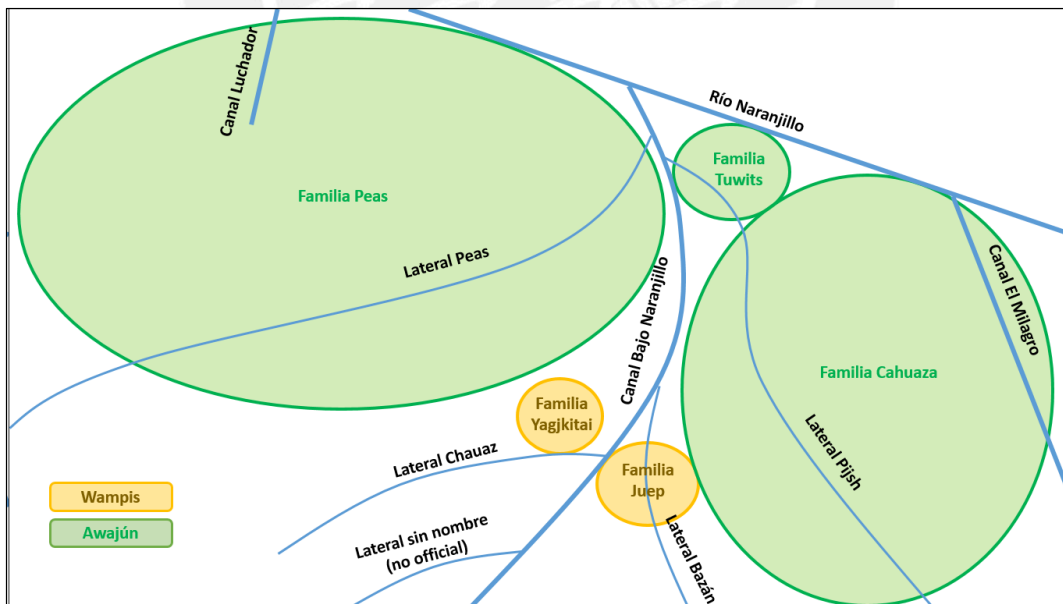 Canal Luchador
Río Naranjillo
Familia
Tuwits
Familia Peas
Lateral Peas
Canal Bajo Naranjillo
Canal El Milagro
Familia Cahuaza
Familia
Yagjkitai
Lateral Chauaz
Familia
Juep
Lateral Pijsh
Wampis
Awajún
Lateral sin nombre
(no official)
Lateral Bazán